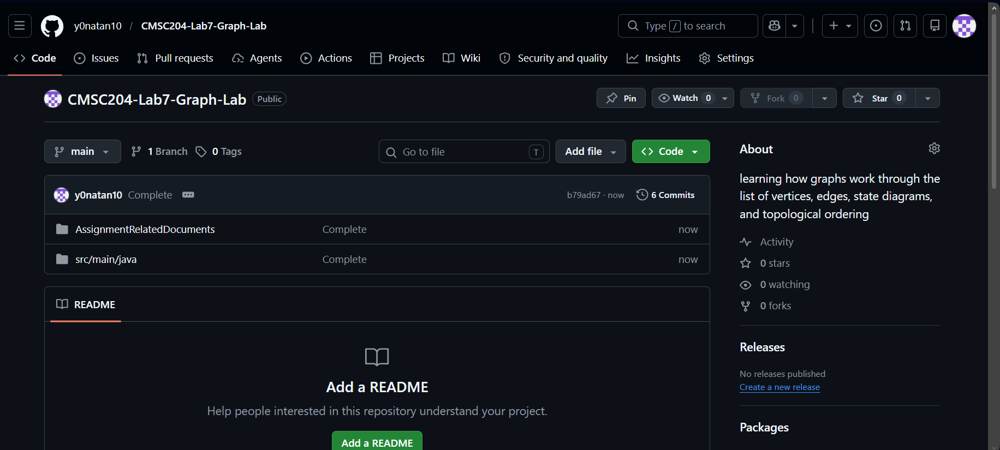 y0natan10 / CMSC204-Lab7-Graph-Lab
Type / to search
Code Issues Pull requests Agents Actions Projects Wiki Security and quality Insights Settings
CMSC204-Lab7-Graph-Lab Public
Pin Watch 0 Fork 0 Star 0
main 1 Branch 0 Tags Go to file T Add file Code
y0natan10 Complete b79ad67 · now 6 Commits
AssignmentRelatedDocuments Complete now
src/main/java Complete now
README
Add a README
Help people interested in this repository understand your project.
Add a README
About
learning how graphs work through the
list of vertices, edges, state diagrams,
and topological ordering
Activity
0 stars
0 watching
0 forks
Releases
No releases published
Create a new release
Packages